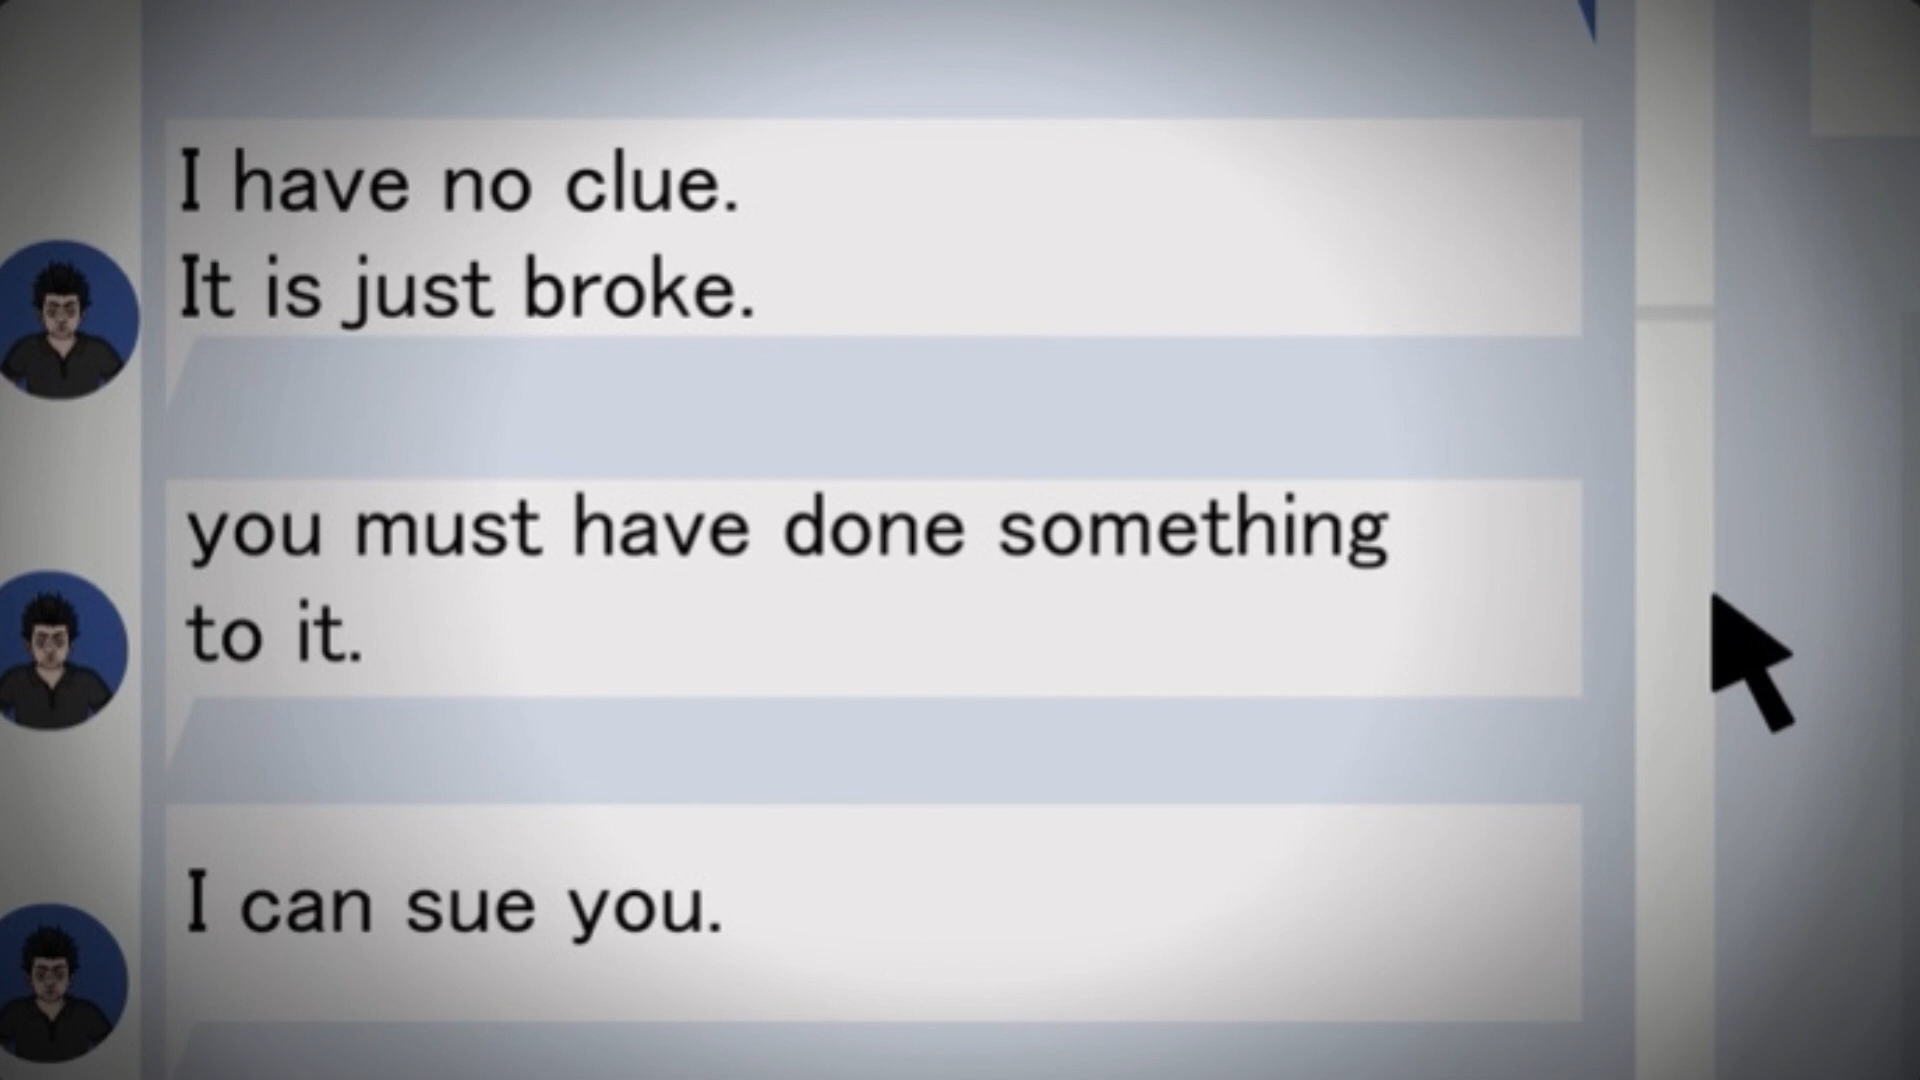 I have no clue.
It is just broke.
you must have done something
to it.
I can sue you.